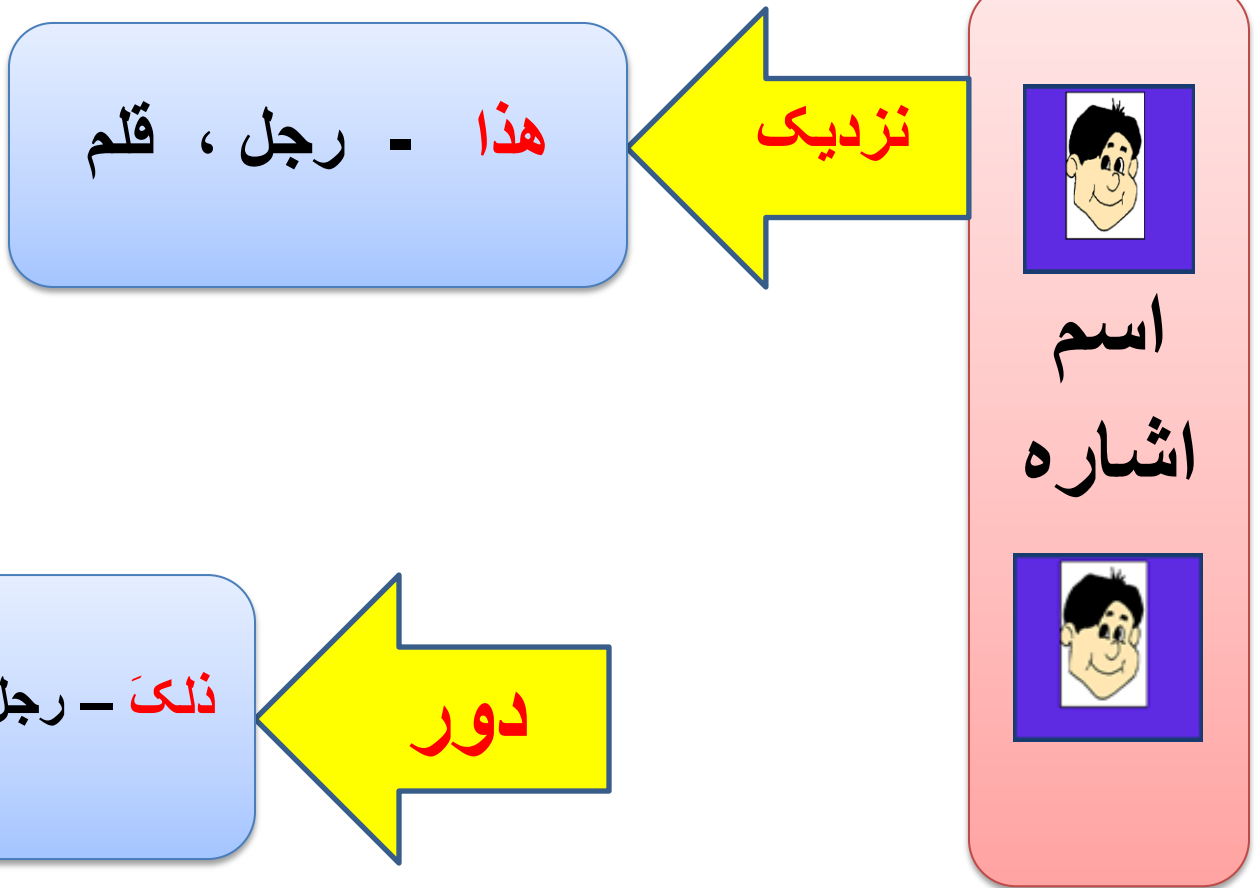 اسم
اشاره
نزدیک
هذا - رجل ، قلم
دور
ذلکَ – رجل